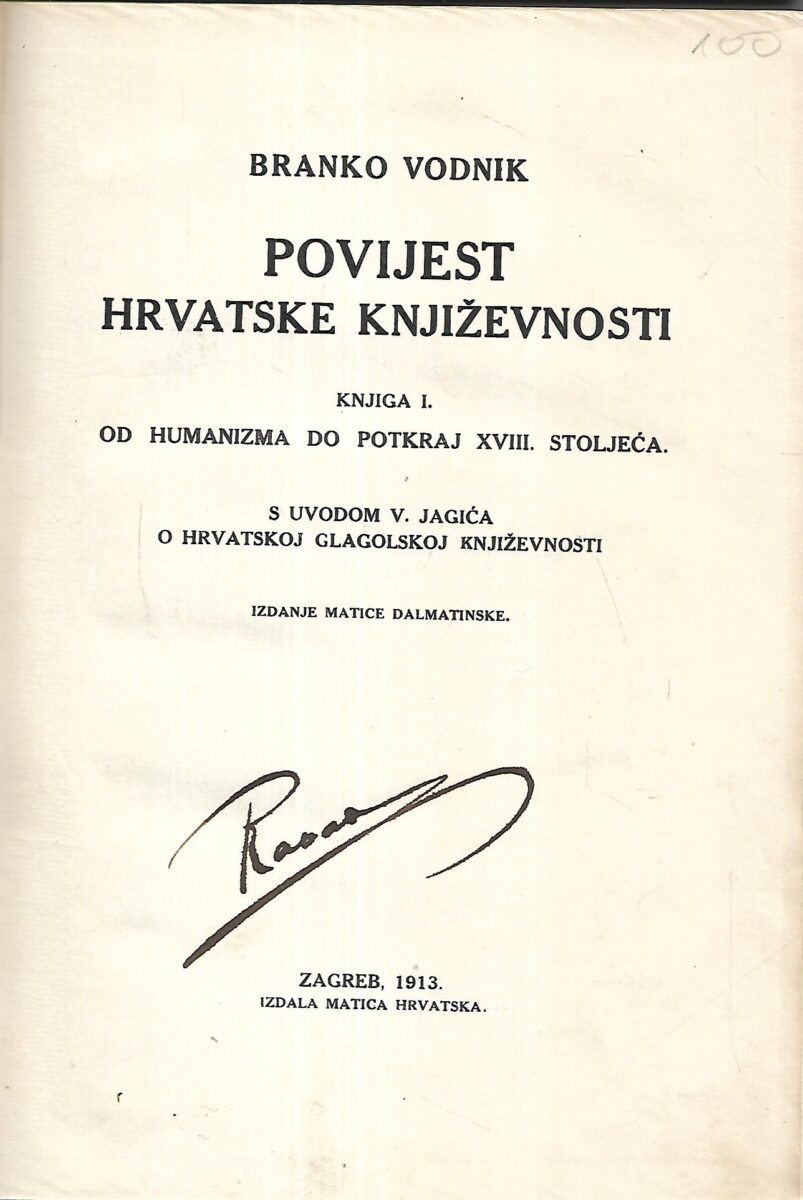 100
BRANKO VODNIK
POVIJEST
HRVATSKE KNJIŽEVNOSTI
KNJIGA I.
OD HUMANIZMA DO POTKRAJ XVIII. STOLJEĆA.
S UVODOM V. JAGIĆA
O HRVATSKOJ GLAGOLSKOJ KNJIŽEVNOSTI
IZDANJE MATICE DALMATINSKE.
ZAGREB, 1913.
IZDALA MATICA HRVATSKA.